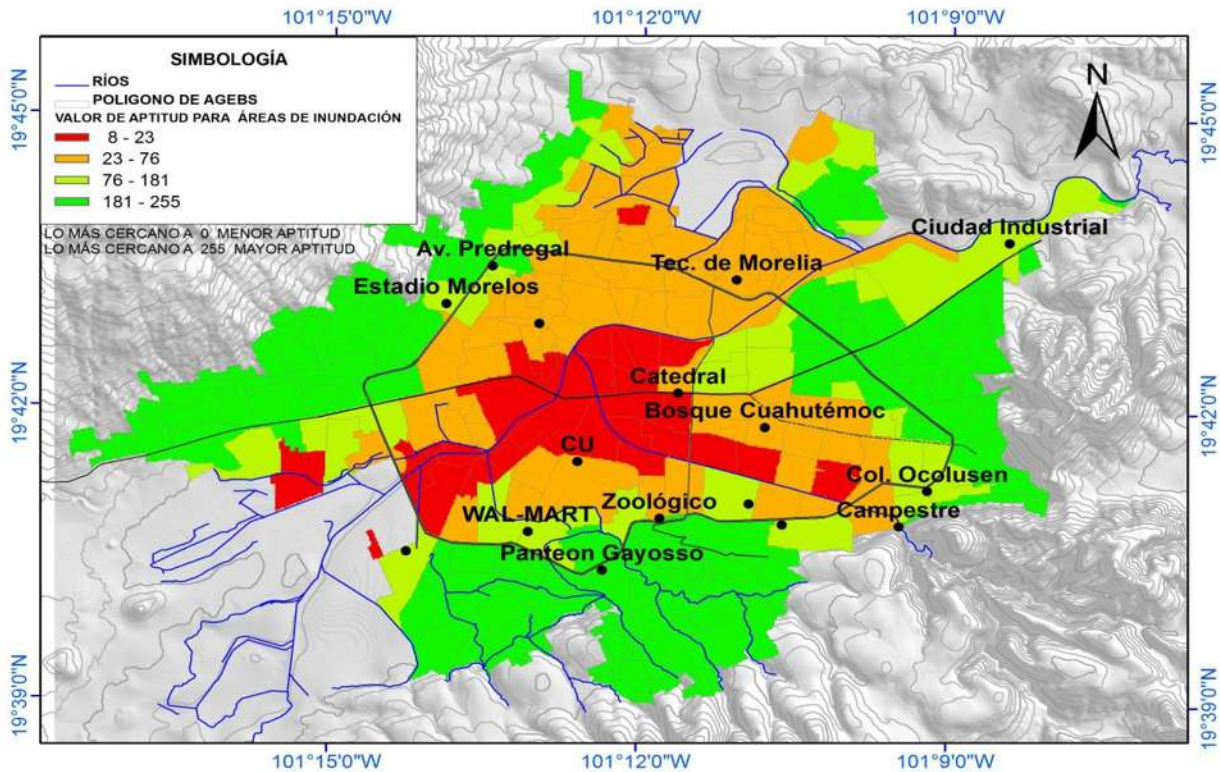 101°15'0"W 101°12'0"W 101°9'0"W
SIMBOLOGÍA
RÍOS
POLIGONO DE AGEBS
VALOR DE APTITUD PARA ÁREAS DE INUNDACIÓN
8 - 23
23 - 76
76 - 181
181 - 255
LO MÁS CERCANO A 0 MENOR APTITUD
LO MÁS CERCANO A 255 MAYOR APTITUD
N
19°45'0"N
19°45'0"N
Ciudad Industrial
Av. Predregal
Tec. de Morelia
Estadio Morelos
19°42'0"N
19°42'0"N
Catedral
Bosque Cuahutémoc
CU
Col. Ocolusen
Zoológico
WAL-MART
Campestre
Panteon Gayosso
19°39'0"N
19°39'0"N
101°15'0"W 101°12'0"W 101°9'0"W